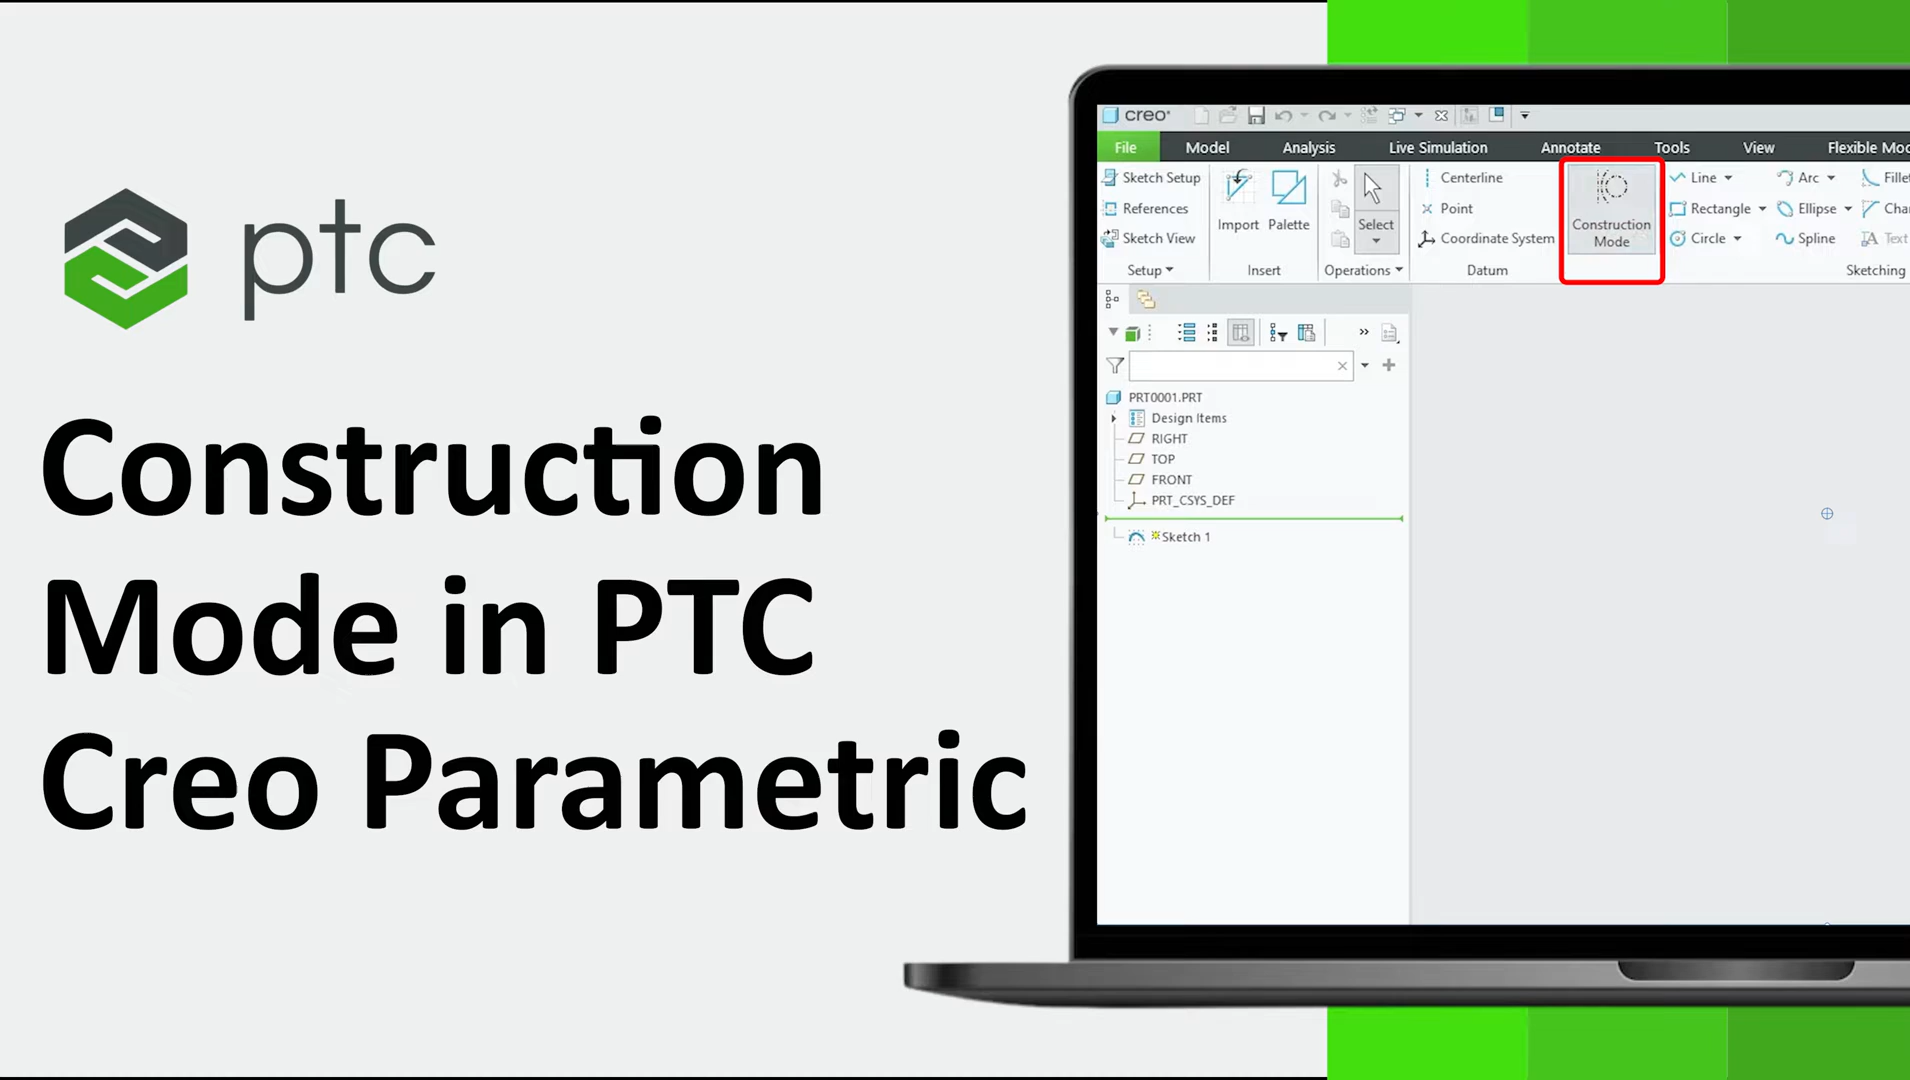 ptc
Construction
Mode in PTC
Creo Parametric
creo
File Model Analysis Live Simulation Annotate Tools View Flexible
Sketch Setup
References
Sketch View
Setup
Import Palette
Insert
Select
Operations
Centerline
Point
Coordinate System
Datum
Construction
Mode
Line Arc
Rectangle Ellipse
Circle Spline Text
Sketching
PRT0001.PRT
Design Items
RIGHT
TOP
FRONT
PRT_CSYS_DEF
Sketch 1